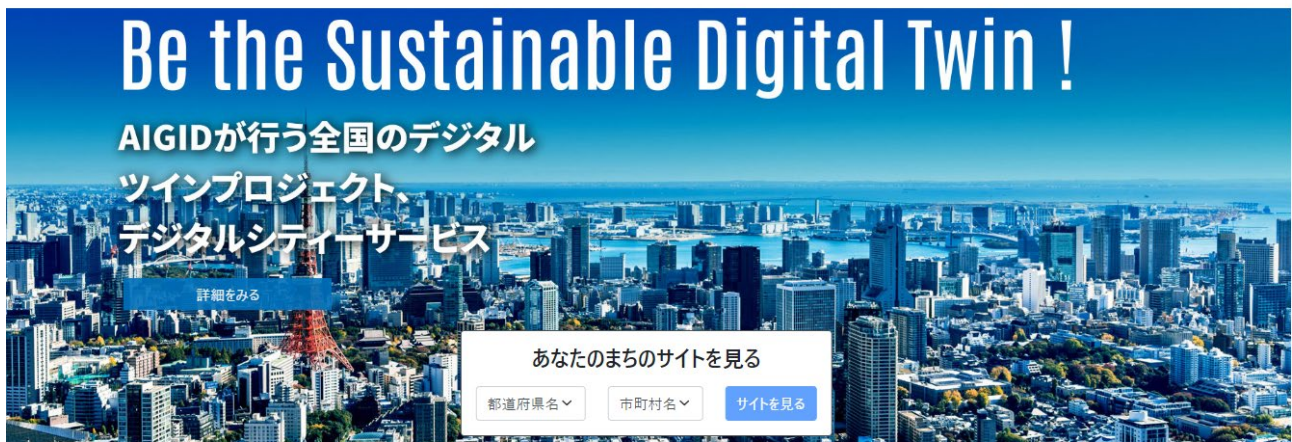 Be the Sustainable Digital Twin !
AIGIDが行う全国のデジタル
ツインプロジェクト、
デジタルシティーサービス
詳細をみる
あなたのまちのサイトを見る
都道府県名 市町村名 サイトを見る